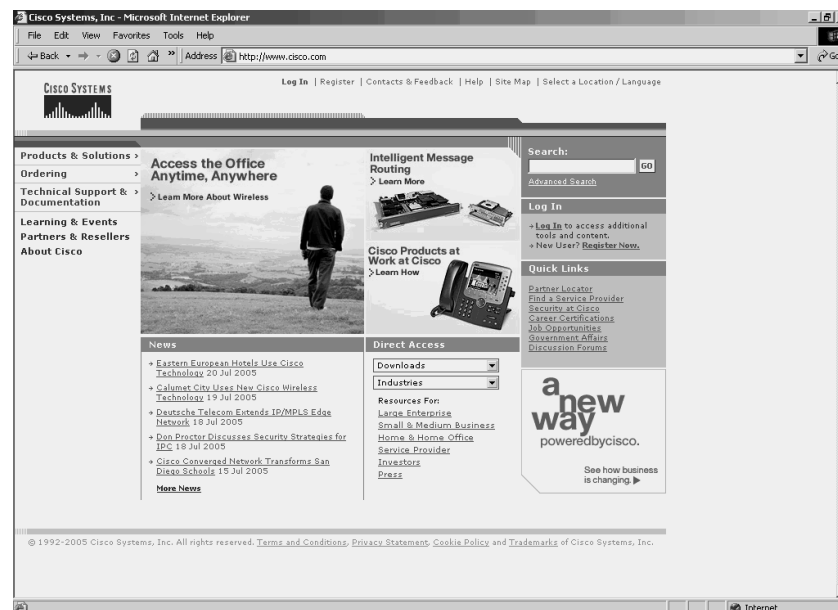 Cisco Systems, Inc - Microsoft Internet Explorer
File Edit View Favorites Tools Help
Back » Address http://www.cisco.com Go
Log In | Register | Contacts & Feedback | Help | Site Map | Select a Location / Language
CISCO SYSTEMS
Products & Solutions ›
Ordering ›
Technical Support & ›
Documentation
Learning & Events
Partners & Resellers
About Cisco
Access the Office
Anytime, Anywhere
Learn More About Wireless
Intelligent Message
Routing
Learn More
Cisco Products at
Work at Cisco
Learn How
Search:
GO
Advanced Search
Log In
Log In to access additional
tools and content.
New User? Register Now.
Quick Links
Partner Locator
Find a Service Provider
Security at Cisco
Career Certifications
Job Opportunities
Government Affairs
Discussion Forums
News
Eastern European Hotels Use Cisco
Technology 20 Jul 2005
Calumet City Uses New Cisco Wireless
Technology 19 Jul 2005
Deutsche Telecom Extends IP/MPLS Edge
Network 18 Jul 2005
Don Proctor Discusses Security Strategies for
IPC 18 Jul 2005
Cisco Converged Network Transforms San
Diego Schools 15 Jul 2005
More News
Direct Access
Downloads
Industries
Resources For:
Large Enterprise
Small & Medium Business
Home & Home Office
Service Provider
Investors
Press
a
new
way
poweredbycisco.
See how business
is changing.
© 1992-2005 Cisco Systems, Inc. All rights reserved. Terms and Conditions, Privacy Statement, Cookie Policy and Trademarks of Cisco Systems, Inc.
Internet